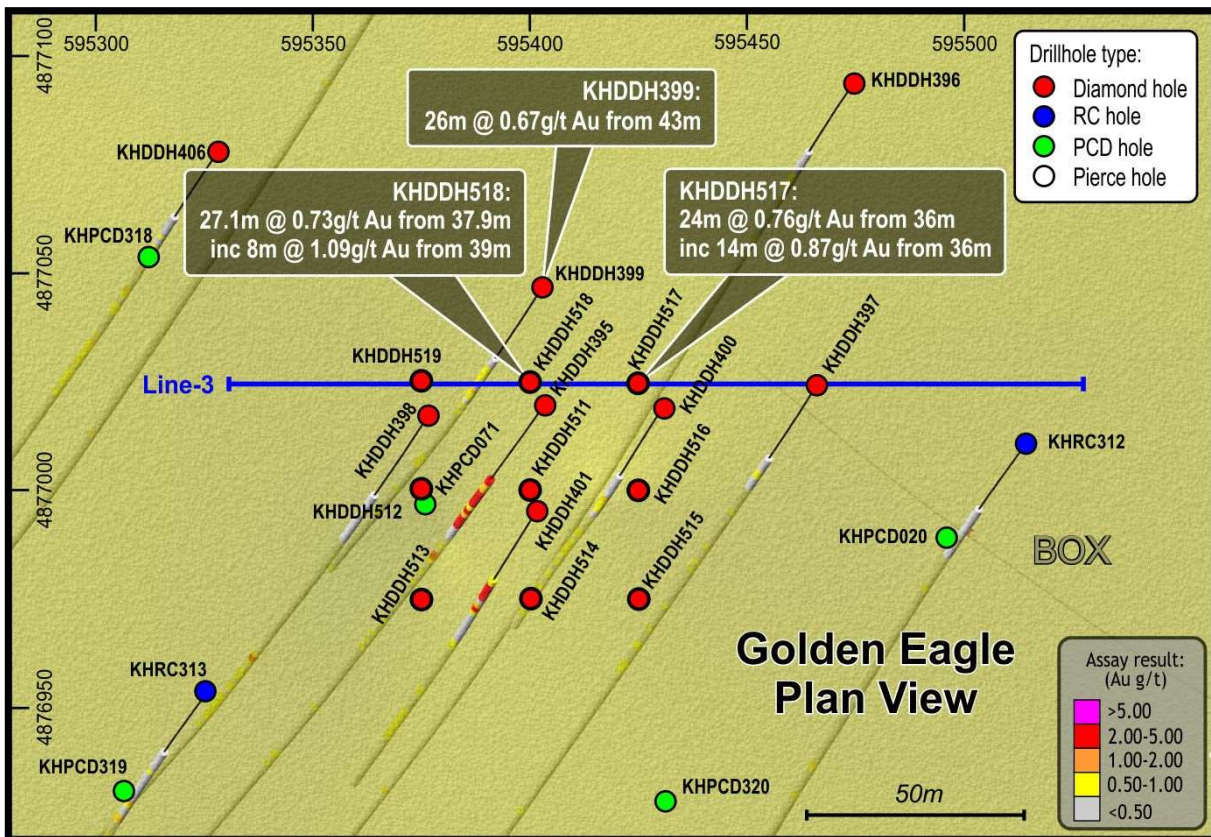 595300
595350
595400
595450
595500
4877100
4877050
4877000
4876950
Drillhole type:
Diamond hole
RC hole
PCD hole
Pierce hole
KHDDH399:
26m @ 0.67g/t Au from 43m
KHDDH518:
27.1m @ 0.73g/t Au from 37.9m
inc 8m @ 1.09g/t Au from 39m
KHDDH517:
24m @ 0.76g/t Au from 36m
inc 14m @ 0.87g/t Au from 36m
KHDDH396
KHDDH406
KHPCD318
KHDDH399
KHDDH519
KHDDH518
KHDDH395
KHDDH517
KHDDH400
KHDDH397
Line-3
KHDDH398
KHPCD071
KHDDH511
KHDDH516
KHRC312
KHDDH512
KHDDH401
KHPCD020
BOX
KHDDH513
KHDDH514
KHDDH515
KHRC313
KHPCD319
KHPCD320
Golden Eagle
Plan View
50m
Assay result:
(Au g/t)
>5.00
2.00-5.00
1.00-2.00
0.50-1.00
<0.50